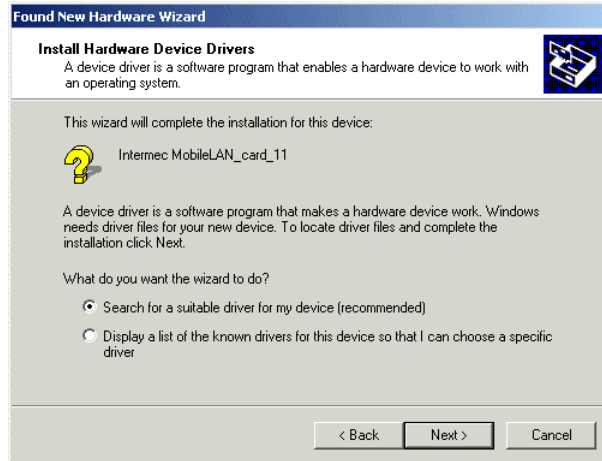 Found New Hardware Wizard
Install Hardware Device Drivers
A device driver is a software program that enables a hardware device to work with
an operating system.
This wizard will complete the installation for this device:
Intermec MobileLAN_card_11
A device driver is a software program that makes a hardware device work. Windows
needs driver files for your new device. To locate driver files and complete the
installation click Next.
What do you want the wizard to do?
Search for a suitable driver for my device (recommended)
Display a list of the known drivers for this device so that I can choose a specific
driver
< Back Next > Cancel